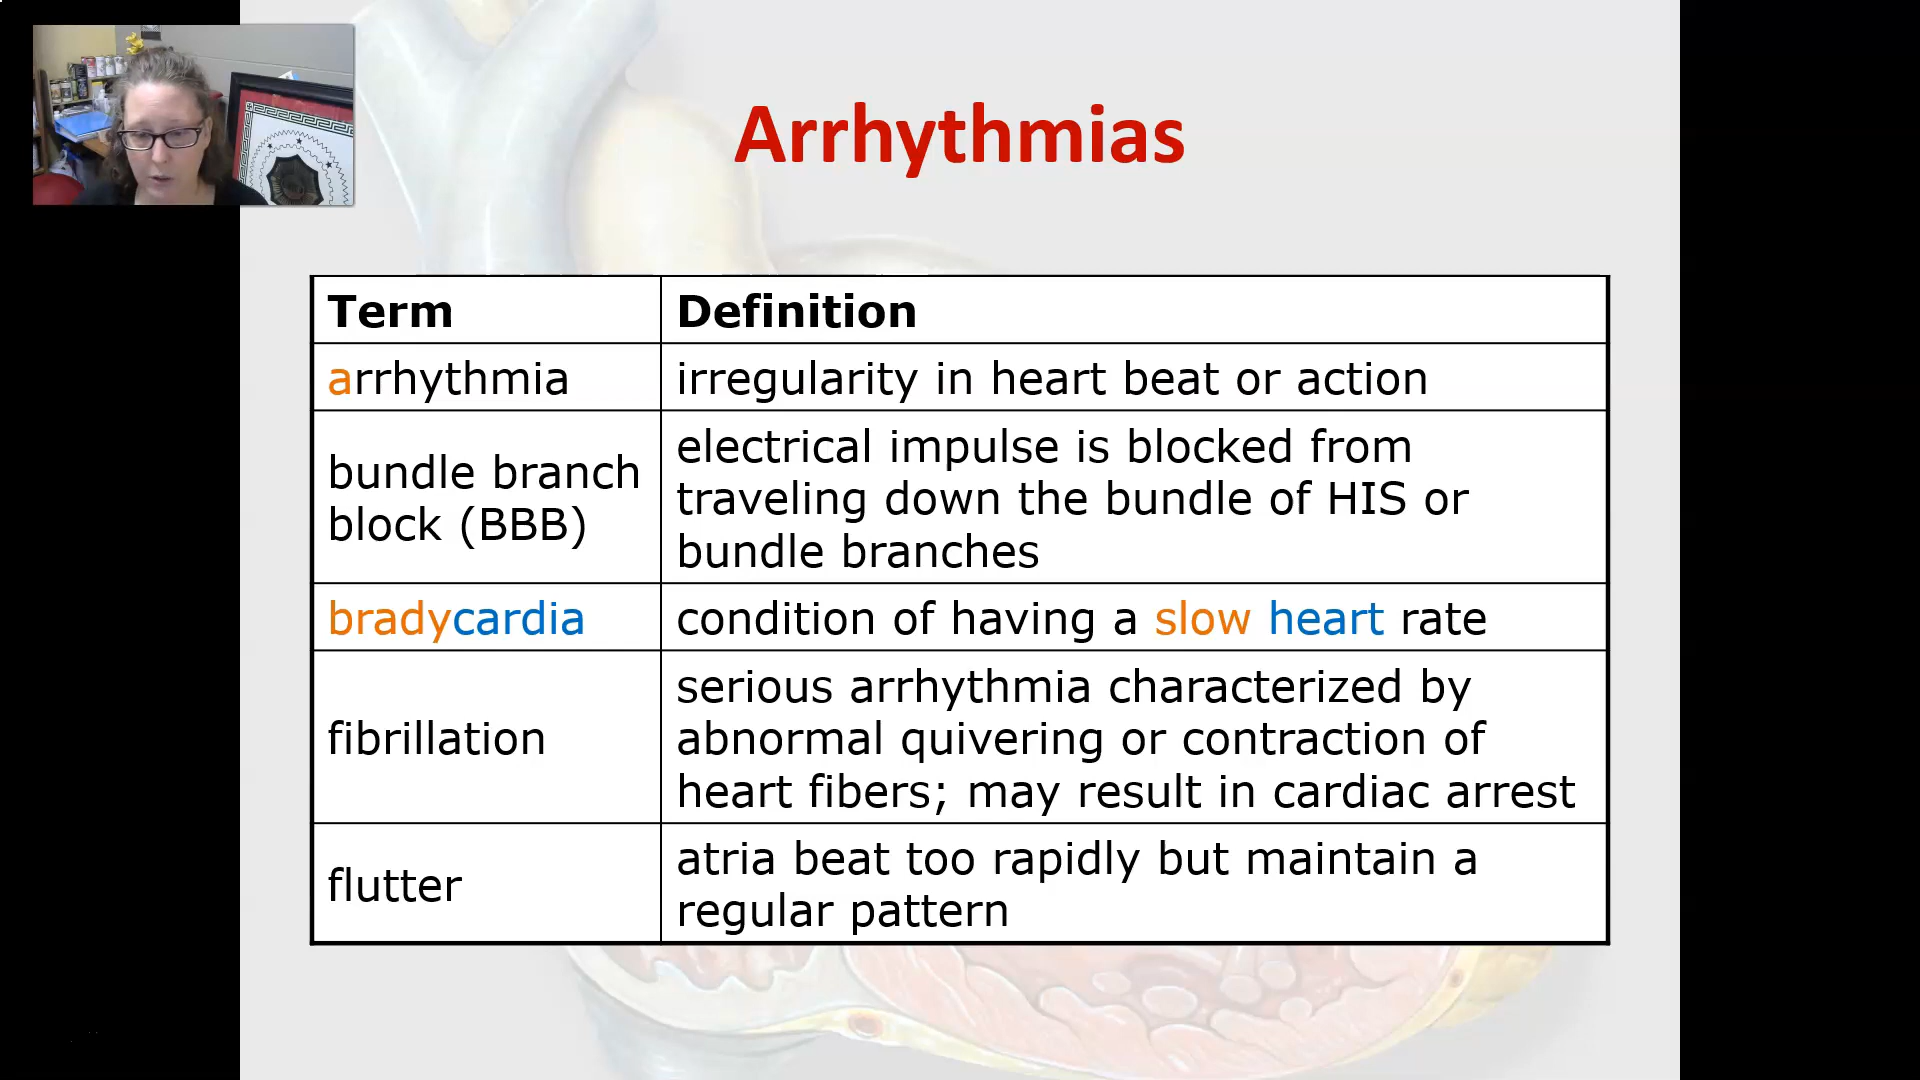 Arrhythmias
Term
Definition
arrhythmia
irregularity in heart beat or action
bundle branch
block (BBB)
electrical impulse is blocked from
traveling down the bundle of HIS or
bundle branches
bradycardia
condition of having a slow heart rate
fibrillation
serious arrhythmia characterized by
abnormal quivering or contraction of
heart fibers; may result in cardiac arrest
flutter
atria beat too rapidly but maintain a
regular pattern